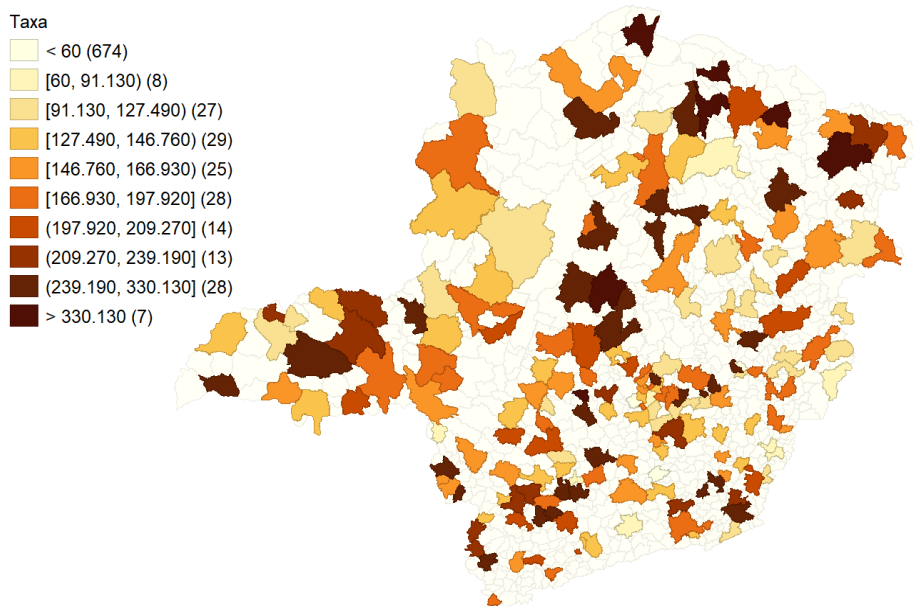 Taxa
< 60 (674)
[60, 91.130) (8)
[91.130, 127.490) (27)
[127.490, 146.760) (29)
[146.760, 166.930) (25)
[166.930, 197.920] (28)
(197.920, 209.270] (14)
(209.270, 239.190] (13)
(239.190, 330.130] (28)
> 330.130 (7)